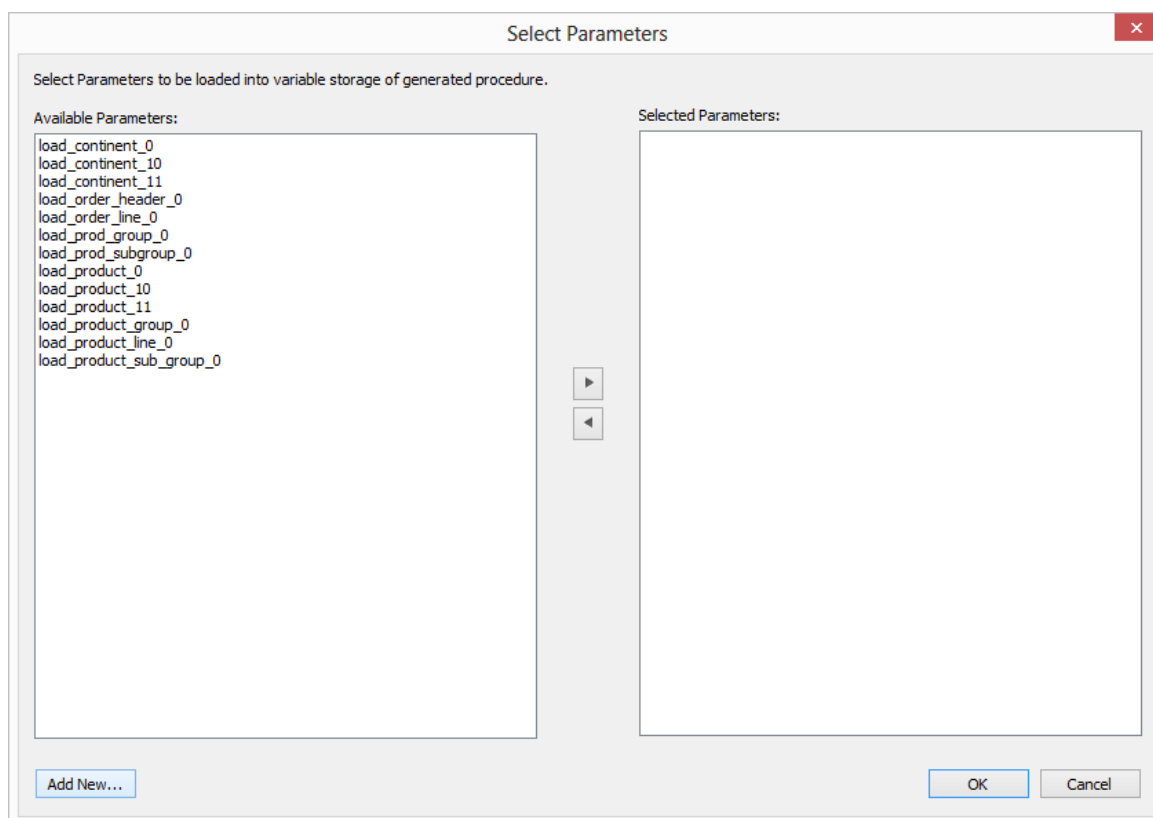 Select Parameters
Select Parameters to be loaded into variable storage of generated procedure.
Available Parameters:
load_continent_0
load_continent_10
load_continent_11
load_order_header_0
load_order_line_0
load_prod_group_0
load_prod_subgroup_0
load_product_0
load_product_10
load_product_11
load_product_group_0
load_product_line_0
load_product_sub_group_0
Selected Parameters:
Add New...
OK
Cancel